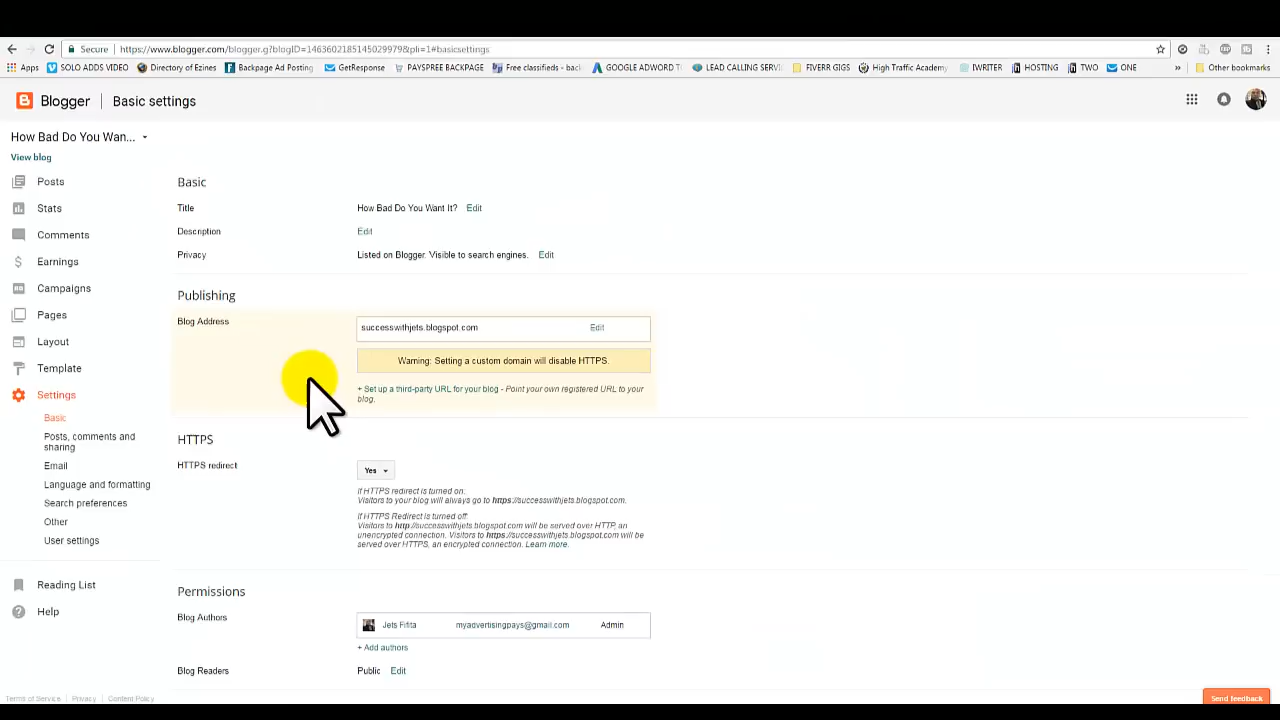 Secure https://www.blogger.com/blogger.g?blogID=1463602185145029979&pli=1#basicsettings
Apps SOLO ADDS VIDEO Directory of Ezines Backpage Ad Posting GetResponse PAYSPREE BACKPAGE Free classifieds - back GOOGLE ADWORD T LEAD CALLING SERVI FIVERR GIGS High Traffic Academy IWRITER HOSTING TWO ONE » Other bookmarks
Blogger Basic settings
How Bad Do You Wan...
View blog
Posts
Stats
Comments
Earnings
Campaigns
Pages
Layout
Template
Settings
Basic
Posts, comments and
sharing
Email
Language and formatting
Search preferences
Other
User settings
Reading List
Help
Terms of Service | Privacy | Content Policy
Basic
Title How Bad Do You Want It? Edit
Description Edit
Privacy Listed on Blogger. Visible to search engines. Edit
Publishing
Blog Address successwithjets.blogspot.com Edit
Warning: Setting a custom domain will disable HTTPS.
+ Set up a third-party URL for your blog - Point your own registered URL to your
blog.
HTTPS
HTTPS redirect Yes
If HTTPS redirect is turned on:
Visitors to your blog will always go to https://successwithjets.blogspot.com.
If HTTPS Redirect is turned off:
Visitors to http://successwithjets.blogspot.com will be served over HTTP, an
unencrypted connection. Visitors to https://successwithjets.blogspot.com will be
served over HTTPS, an encrypted connection. Learn more.
Permissions
Blog Authors Jets Fifita myadvertisingpays@gmail.com Admin
+ Add authors
Blog Readers Public Edit
Send feedback